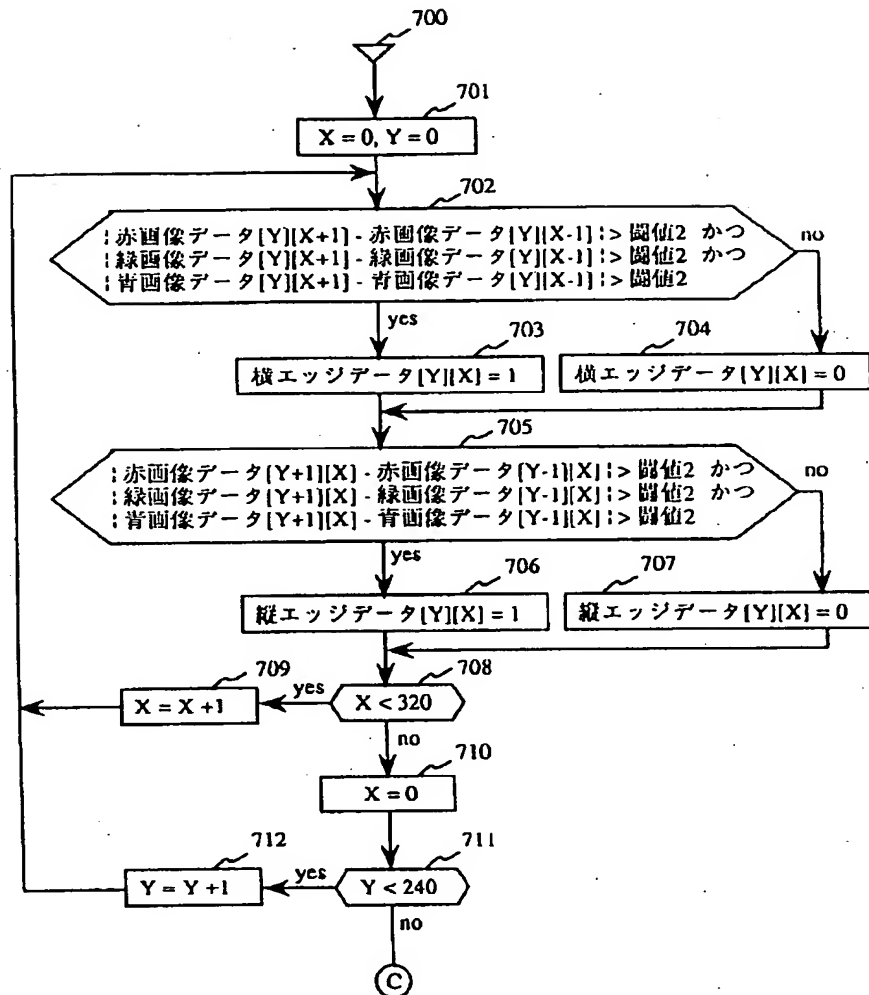 700
701
X = 0, Y = 0
702
| 赤画像データ[Y][X+1] - 赤画像データ[Y][X-1] | > 閾値2 かつ
| 緑画像データ[Y][X+1] - 緑画像データ[Y][X-1] | > 閾値2 かつ
| 青画像データ[Y][X+1] - 青画像データ[Y][X-1] | > 閾値2
no
yes
703
704
横エッジデータ[Y][X] = 1
横エッジデータ[Y][X] = 0
705
| 赤画像データ[Y+1][X] - 赤画像データ[Y-1][X] | > 閾値2 かつ
| 緑画像データ[Y+1][X] - 緑画像データ[Y-1][X] | > 閾値2 かつ
| 青画像データ[Y+1][X] - 青画像データ[Y-1][X] | > 閾値2
no
yes
706
707
縦エッジデータ[Y][X] = 1
縦エッジデータ[Y][X] = 0
709
708
X = X +1
yes
X < 320
no
710
X = 0
712
711
Y = Y +1
yes
Y < 240
no
C